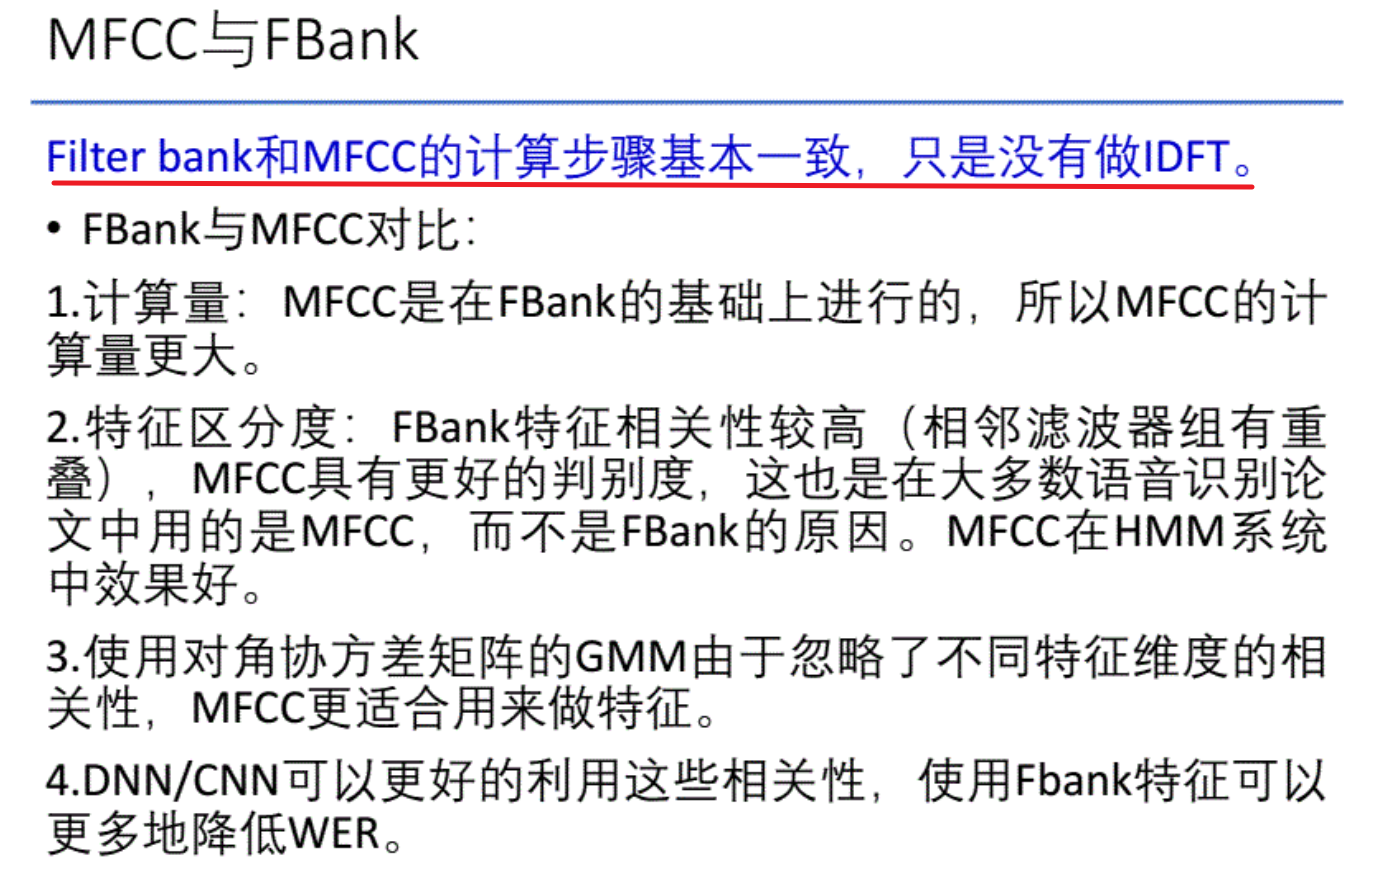 MFCC与FBank
Filter bank和MFCC的计算步骤基本一致，只是没有做IDFT。
• FBank与MFCC对比：
1.计算量：MFCC是在FBank的基础上进行的，所以MFCC的计
算量更大。
2.特征区分度：FBank特征相关性较高（相邻滤波器组有重
叠），MFCC具有更好的判别度，这也是在大多数语音识别论
文中用的是MFCC，而不是FBank的原因。MFCC在HMM系统
中效果好。
3.使用对角协方差矩阵的GMM由于忽略了不同特征维度的相
关性，MFCC更适合用来做特征。
4.DNN/CNN可以更好的利用这些相关性，使用Fbank特征可以
更多地降低WER。